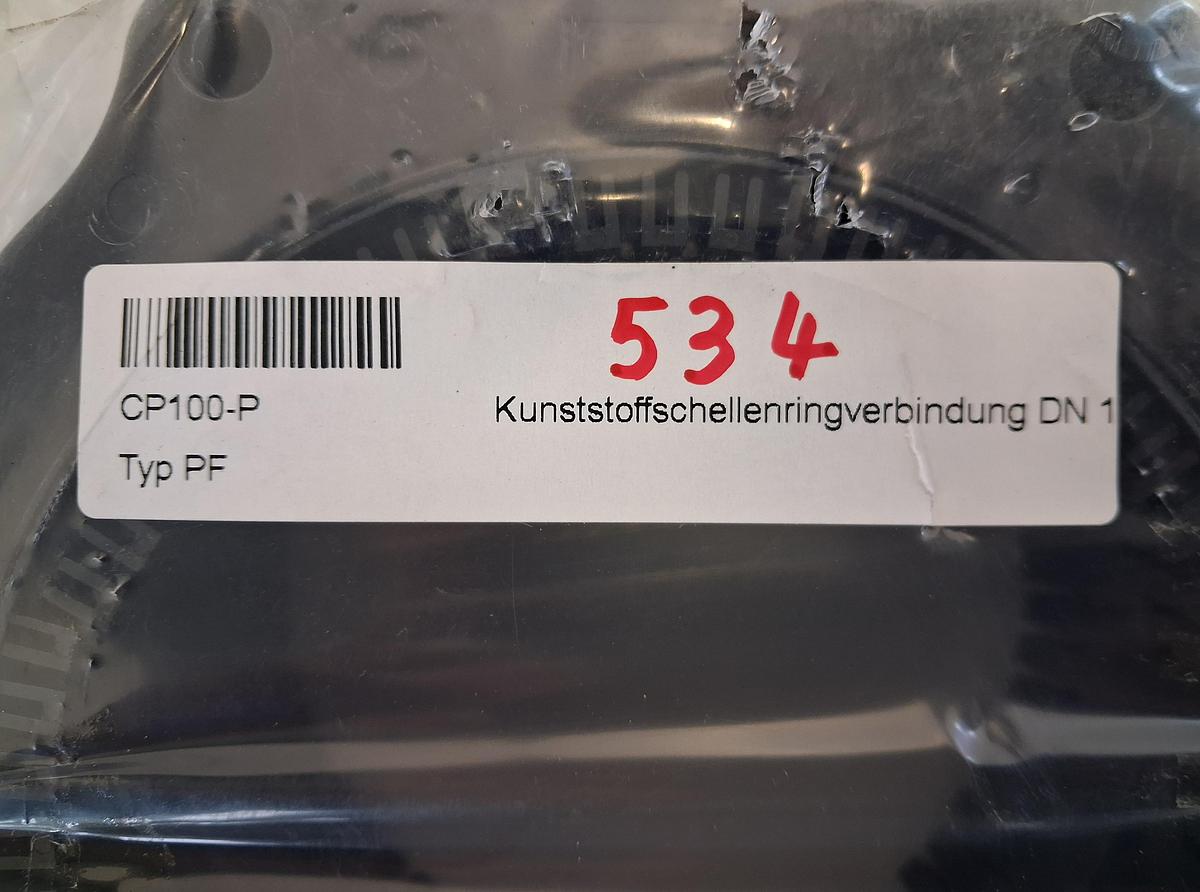 534
CP100-P Kunststoffschellenringverbindung DN 1
Typ PF